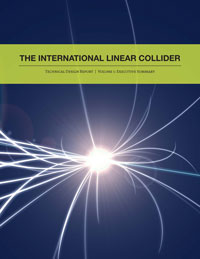 THE INTERNATIONAL LINEAR COLLIDER
TECHNICAL DESIGN REPORT | VOLUME 1: EXECUTIVE SUMMARY